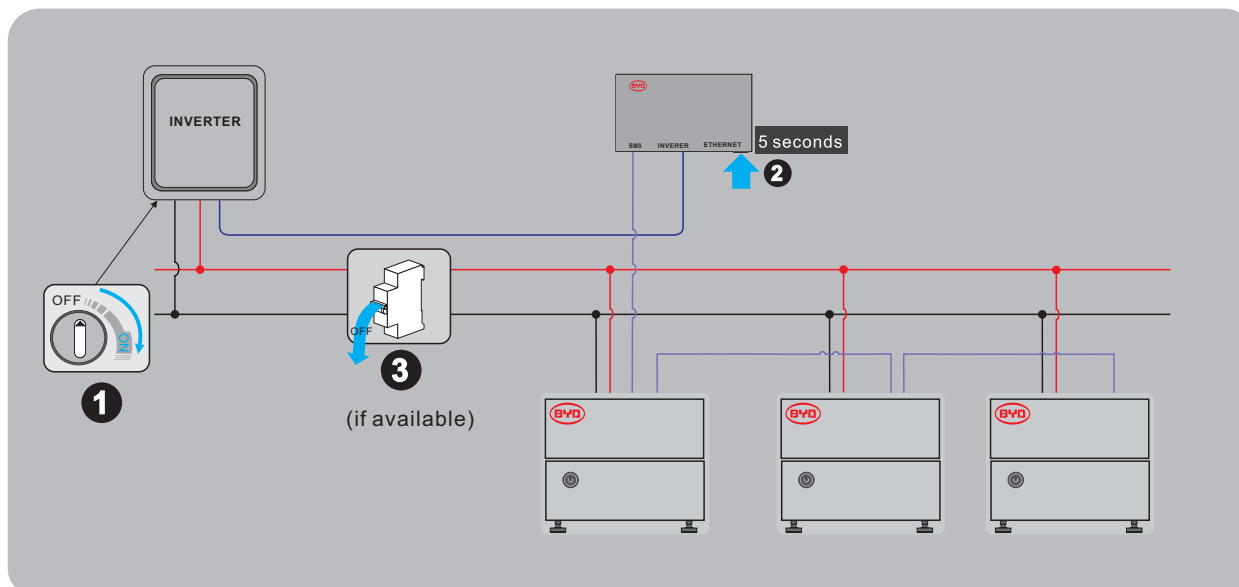 INVERTER
BYD
BMS INVERER ETHERNET
5 seconds
2
OFF
ON
1
OFF
3
(if available)
BYD
BYD
BYD